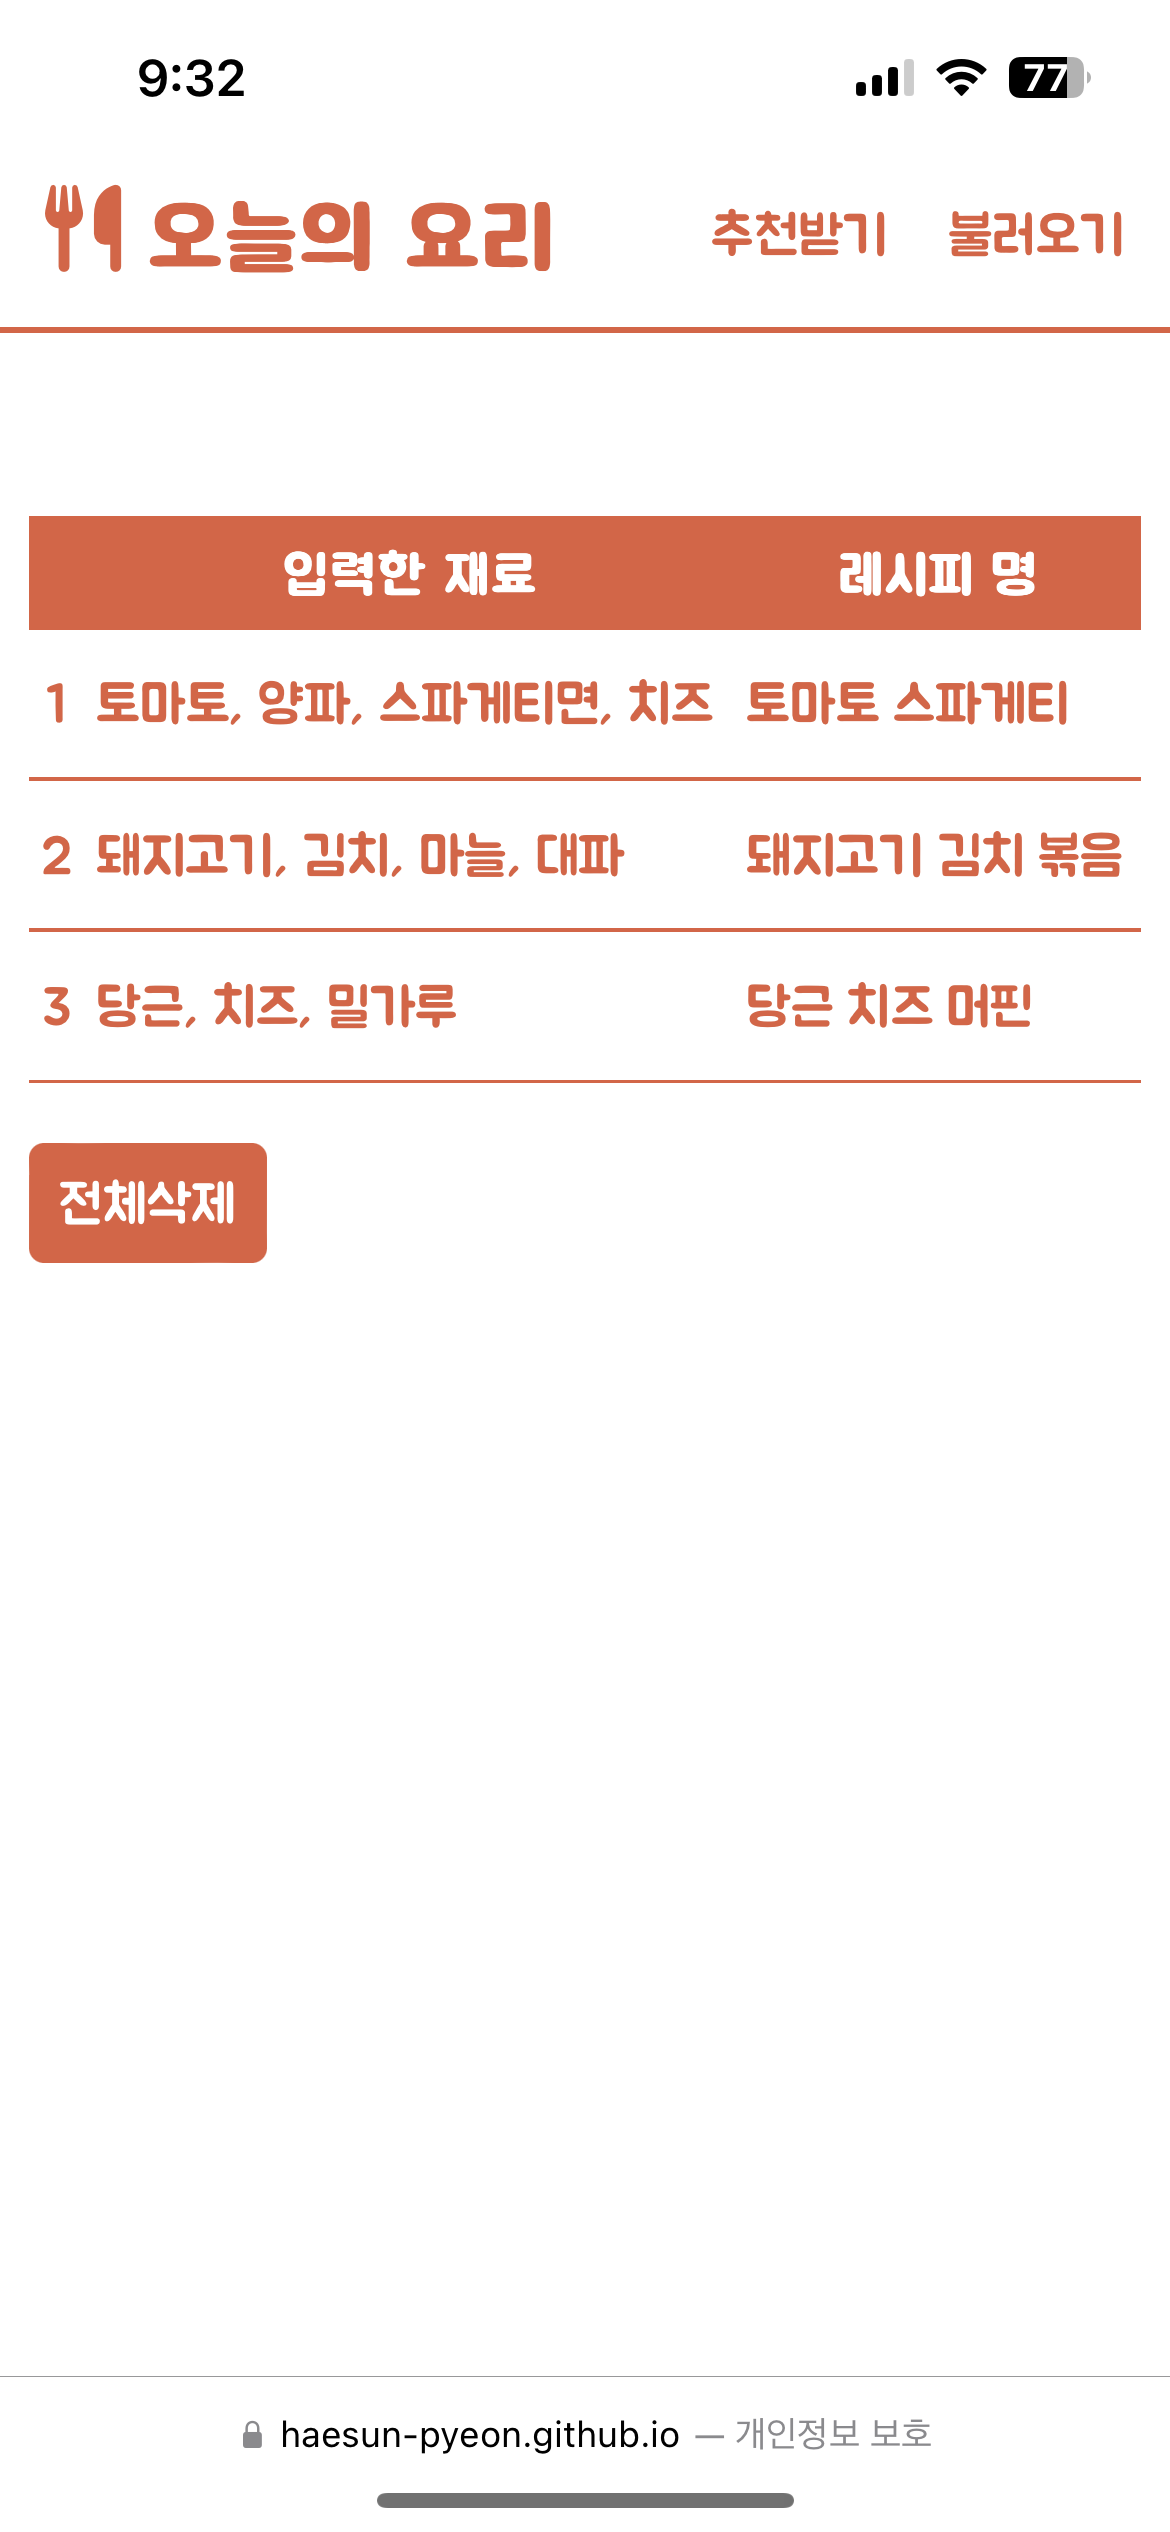 9:32
77
오늘의 요리 추천받기 불러오기
입력한 재료 레시피 명
1 토마토, 양파, 스파게티면, 치즈 토마토 스파게티
2 돼지고기, 김치, 마늘, 대파 돼지고기 김치 볶음
3 당근, 치즈, 밀가루 당근 치즈 머핀
전체삭제
haesun-pyeon.github.io — 개인정보 보호